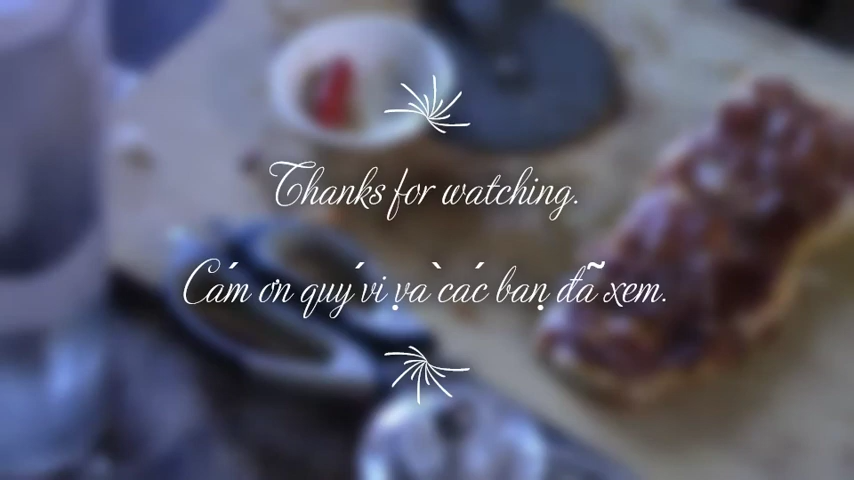 Thanks for watching.
Cám ơn quý vị và các bạn đã xem.